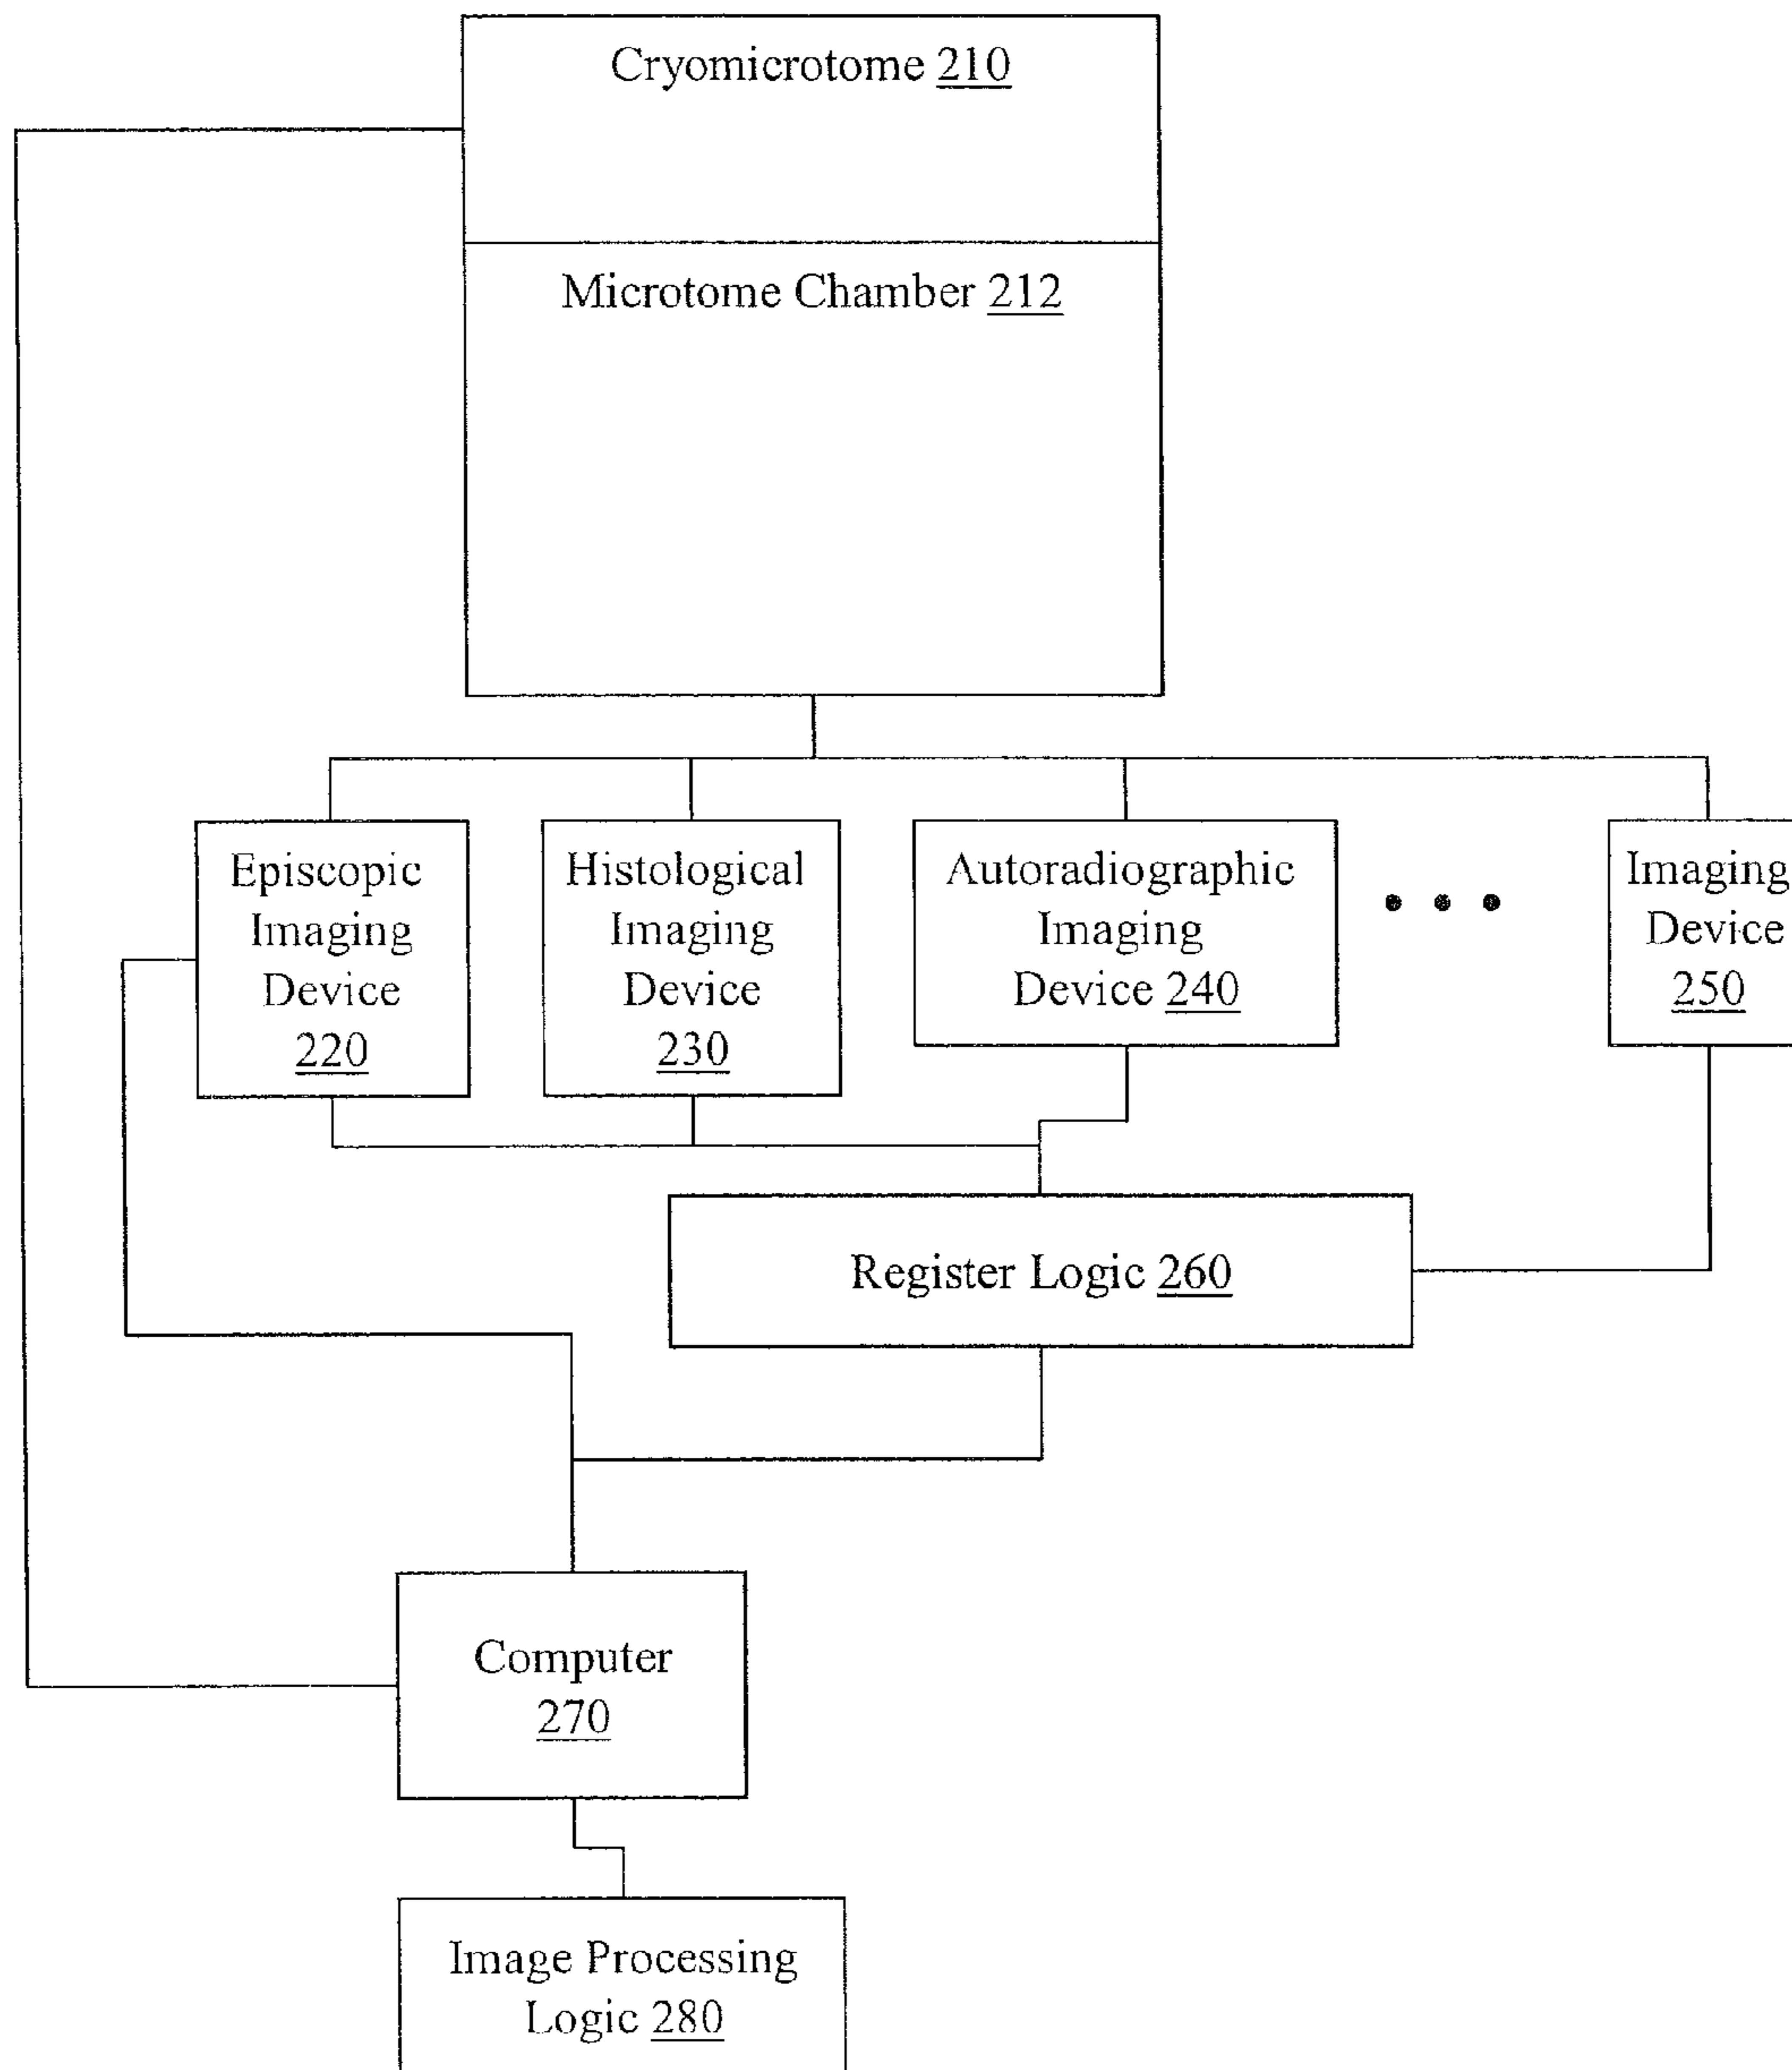 Cryomicrotome 210
Microtome Chamber 212
Episcopic
Imaging
Device
220
Histological
Imaging
Device
230
Autoradiographic
Imaging
Device 240
Imaging
Device
250
Register Logic 260
Computer
270
Image Processing
Logic 280